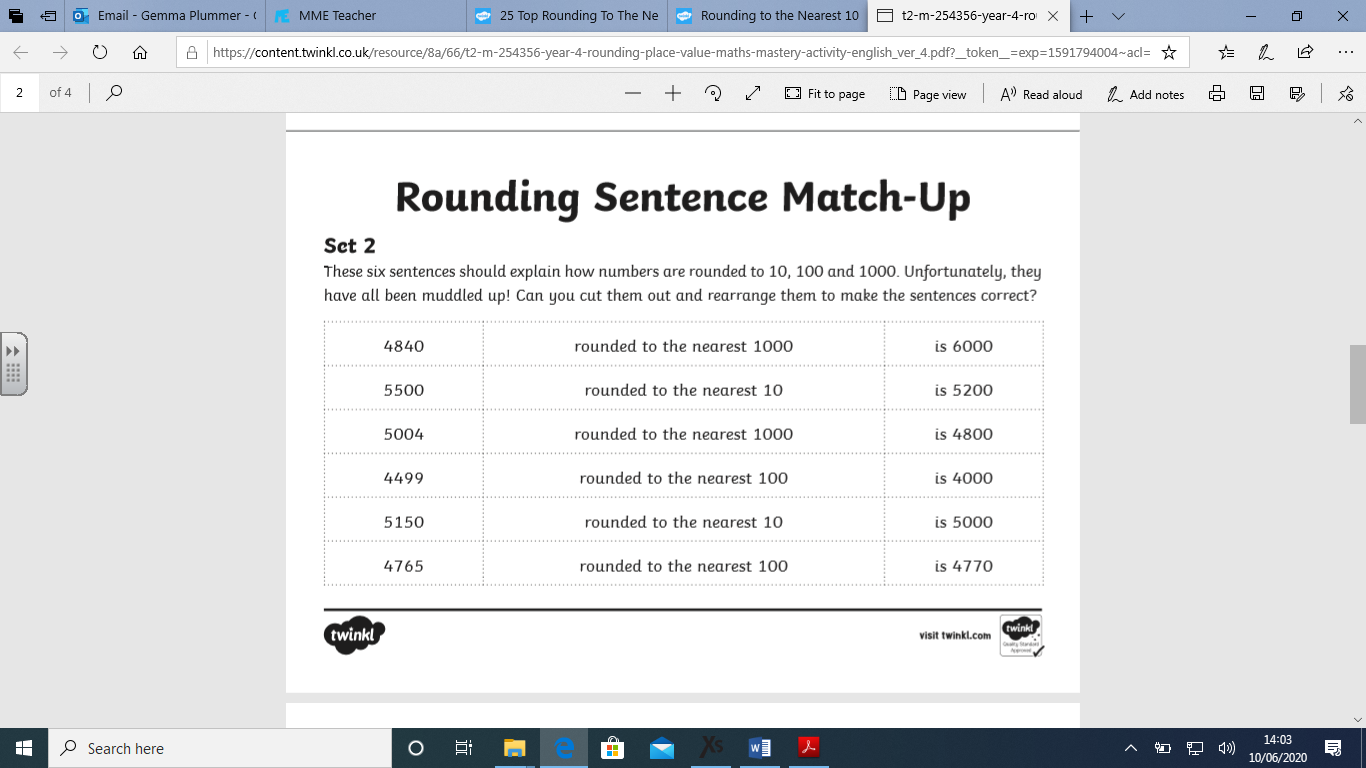 Email - Gemma Plummer - (
MME Teacher
25 Top Rounding To The Ne
Rounding to the Nearest 10
t2-m-254356-year-4-ro
https://content.twinkl.co.uk/resource/8a/66/t2-m-254356-year-4-rounding-place-value-maths-mastery-activity-english_ver_4.pdf?__token__=exp=1591794004~acl=
2 of 4
Fit to page
Page view
Read aloud
Add notes
Rounding Sentence Match-Up
Set 2
These six sentences should explain how numbers are rounded to 10, 100 and 1000. Unfortunately, they
have all been muddled up! Can you cut them out and rearrange them to make the sentences correct?
4840 rounded to the nearest 1000 is 6000
5500 rounded to the nearest 10 is 5200
5004 rounded to the nearest 1000 is 4800
4499 rounded to the nearest 100 is 4000
5150 rounded to the nearest 10 is 5000
4765 rounded to the nearest 100 is 4770
twinkl
visit twinkl.com
twinkl
Quality Standard
Approved
Search here
14:03
10/06/2020